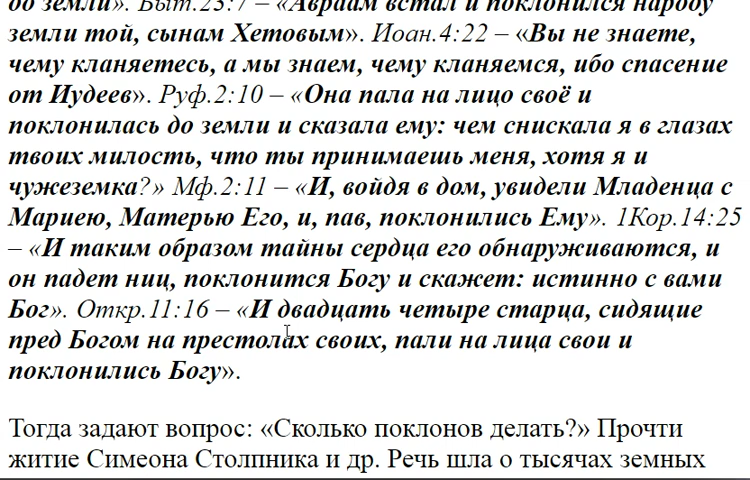 до земли». Быт.23:7 – «Авраам встал и поклонился народу
земли той, сынам Хетовым». Иоан.4:22 – «Вы не знаете,
чему кланяетесь, а мы знаем, чему кланяемся, ибо спасение
от Иудеев». Руф.2:10 – «Она пала на лицо своё и
поклонилась до земли и сказала ему: чем снискала я в глазах
твоих милость, что ты принимаешь меня, хотя я и
чужеземка?» Мф.2:11 – «И, войдя в дом, увидели Младенца с
Мариею, Матерью Его, и, пав, поклонились Ему». 1Кор.14:25
– «И таким образом тайны сердца его обнаруживаются, и
он падет ниц, поклонится Богу и скажет: истинно с вами
Бог». Откр.11:16 – «И двадцать четыре старца, сидящие
пред Богом на престолах своих, пали на лица свои и
поклонились Богу».
Тогда задают вопрос: «Сколько поклонов делать?» Прочти
житие Симеона Столпника и др. Речь шла о тысячах земных